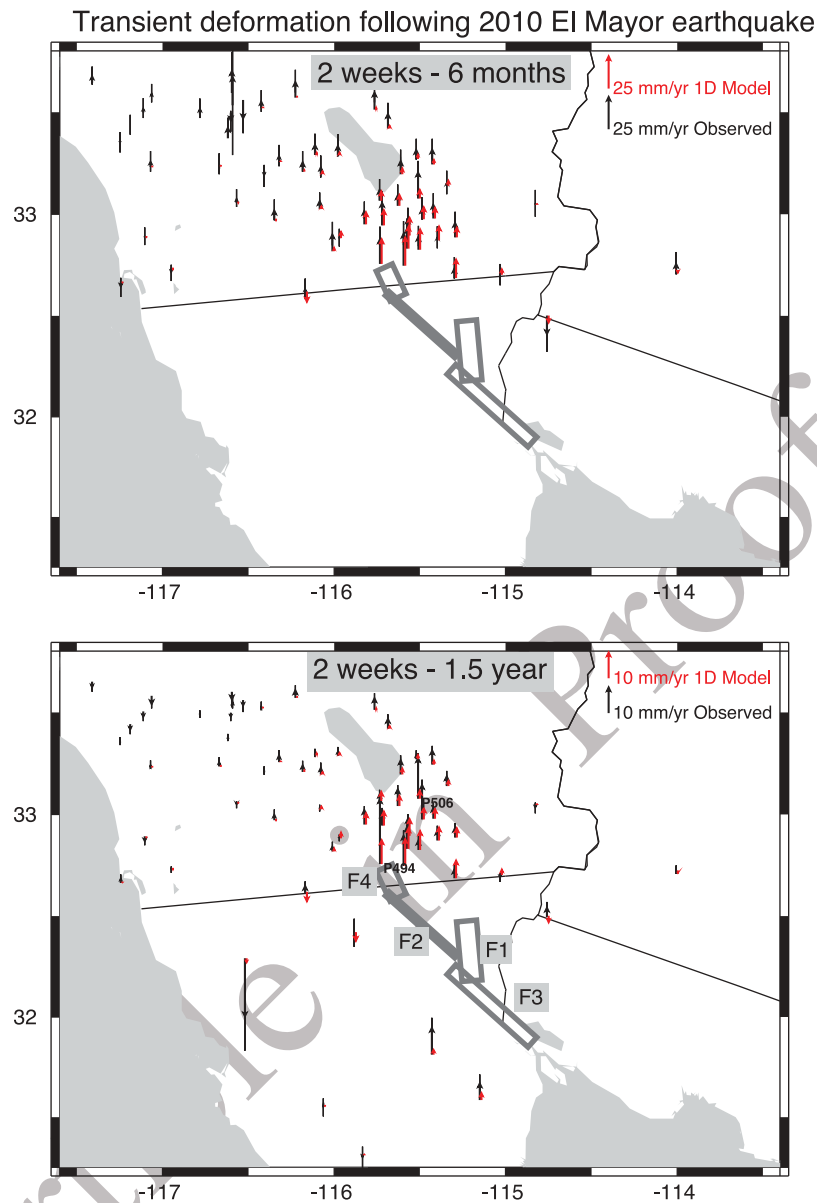 Transient deformation following 2010 El Mayor earthquake
2 weeks - 6 months
25 mm/yr 1D Model
25 mm/yr Observed
33
32
-117 -116 -115 -114
2 weeks - 1.5 year
10 mm/yr 1D Model
10 mm/yr Observed
33
P506
P494
F4
F2
F1
F3
32
-117 -116 -115 -114
Proof
in